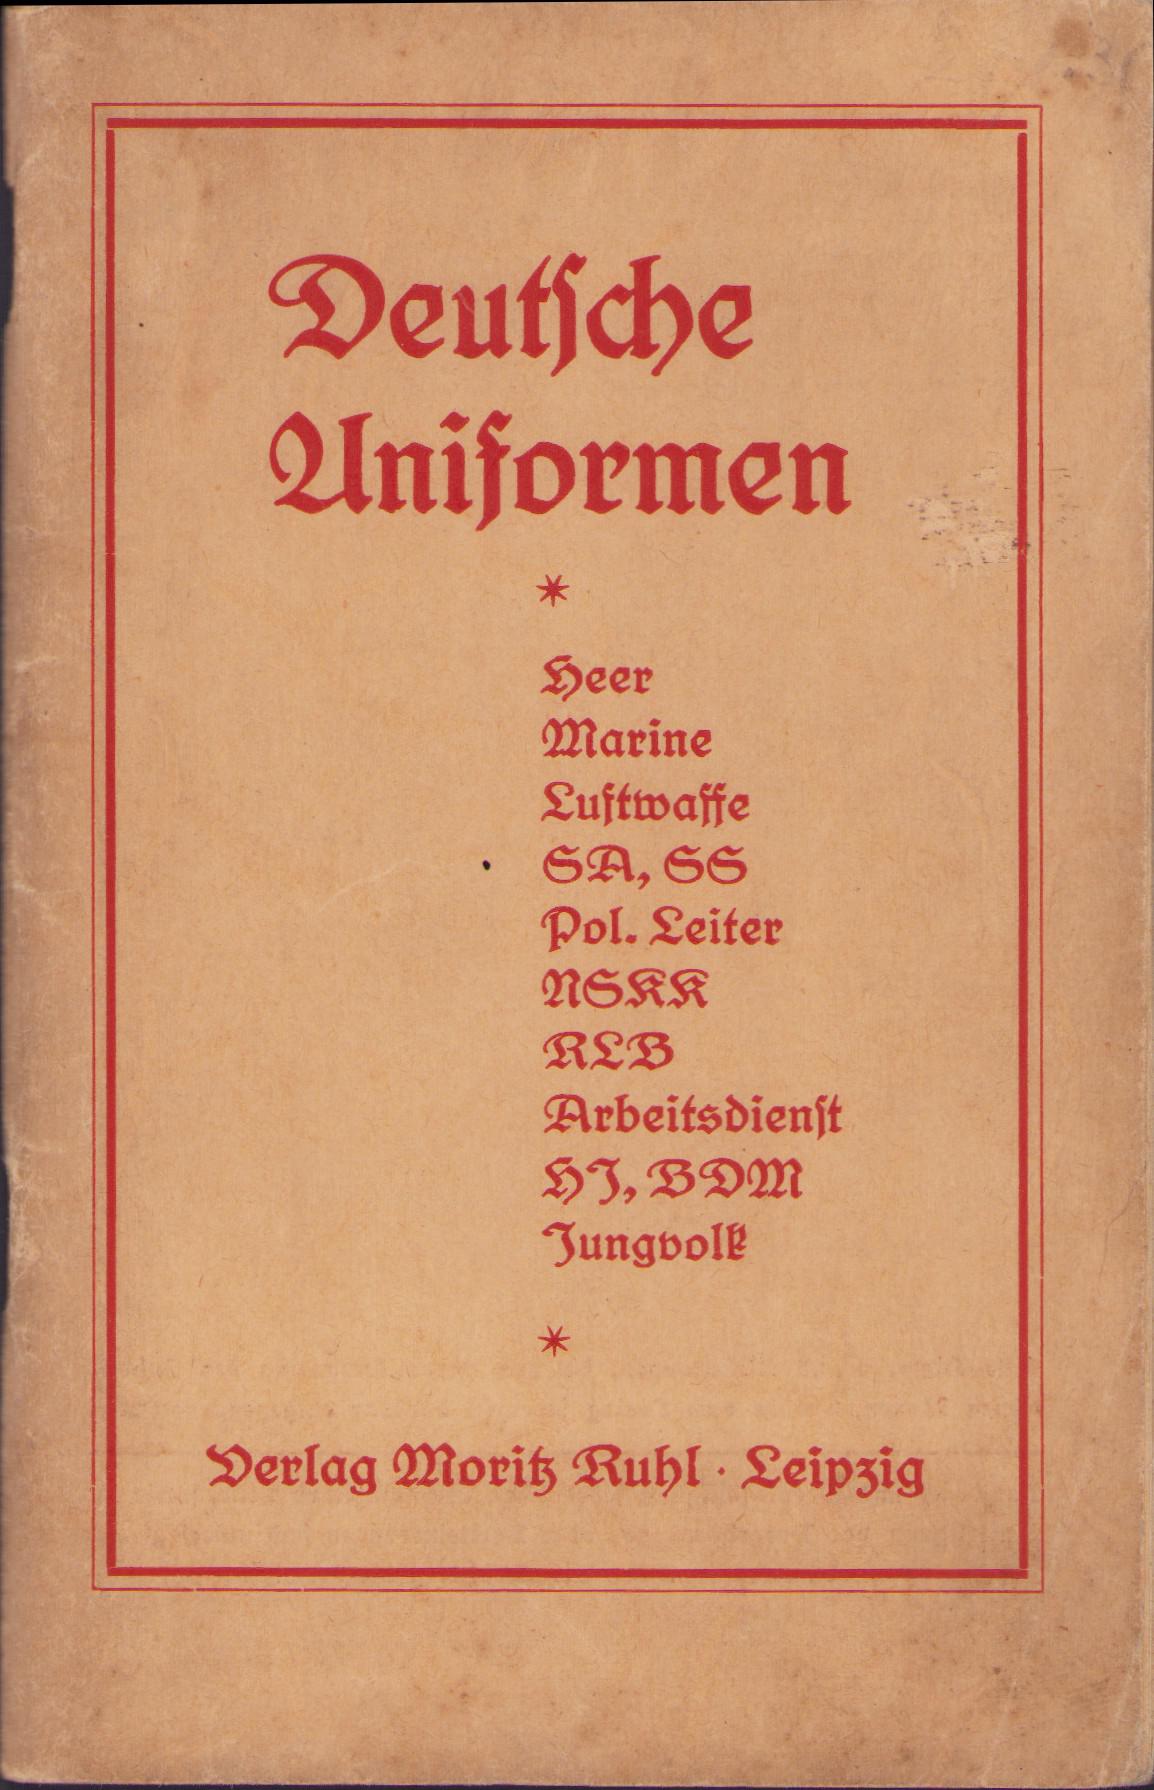 Deutsche
Uniformen
*
Heer
Marine
Luftwaffe
SA, SS
Pol. Leiter
NSKK
RLB
Arbeitsdienst
HJ, BDM
Jungvolk
*
Verlag Moritz Ruhl · Leipzig